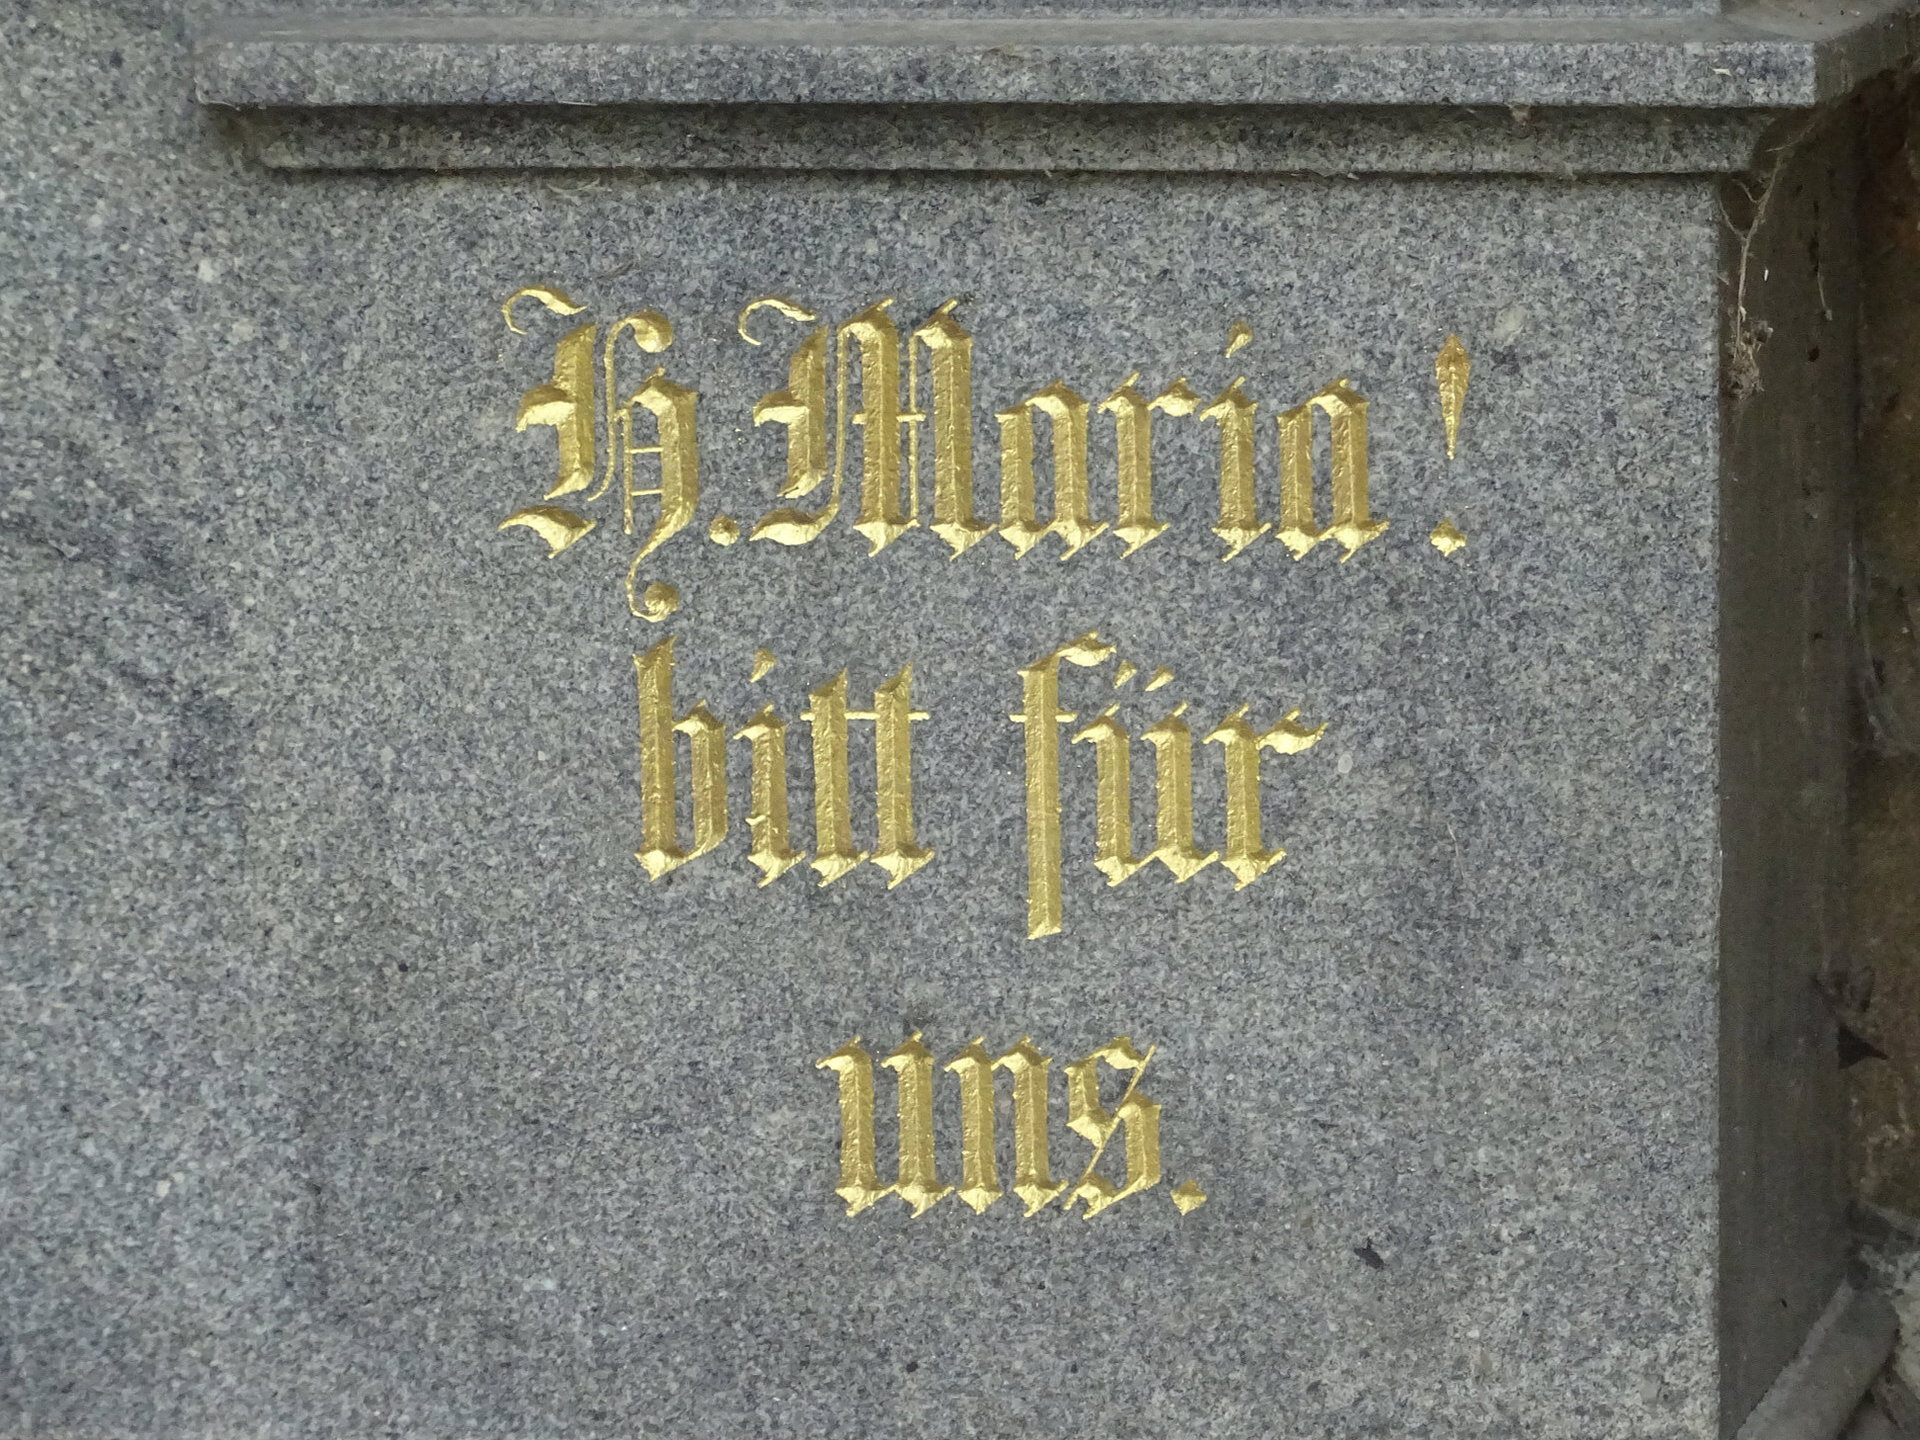 H. Maria!
bitt für
uns.